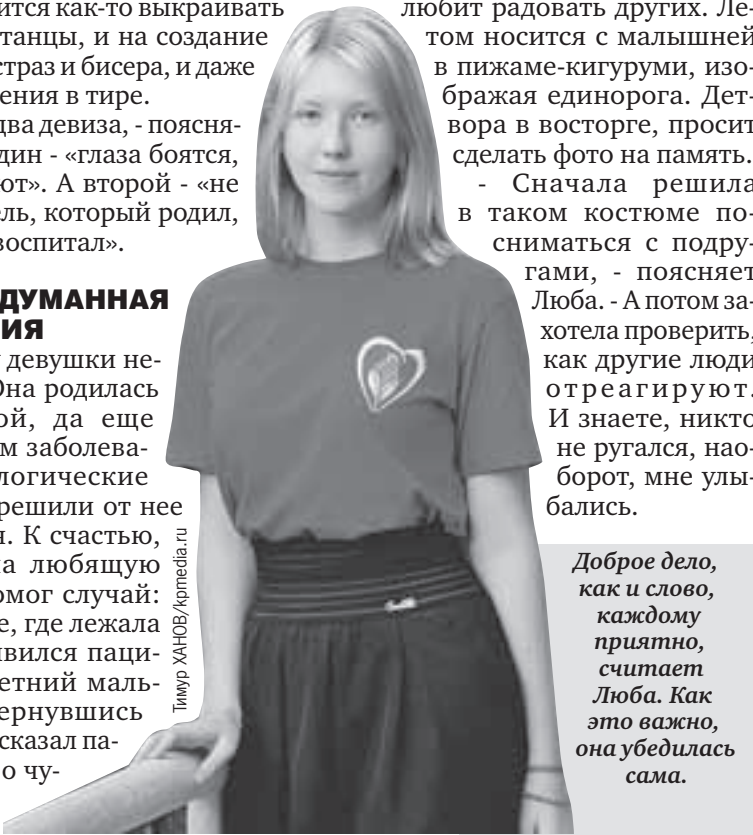 ится как-то выкраивать
танцы, и на создание
страз и бисера, и даже
ения в тире.
два девиза, - поясня-
дин - «глаза боятся,
ют». А второй - «не
ель, который родил,
воспитал».
ДУМАННАЯ
ИЯ
девушки не-
Она родилась
ой, да еще
м заболева-
логические
решили от нее
я. К счастью,
а любящую
омог случай:
е, где лежала
явился паци-
етний маль-
ернувшись
сказал па-
о чу-
Тимур ХАНОВ/kpmedia.ru
любит радовать других. Ле-
том носится с малышней
в пижаме-кигуруми, изо-
бражая единорога. Дет-
вора в восторге, просит
сделать фото на память.
- Сначала решила
в таком костюме по-
сниматься с подру-
гами, - поясняет
Люба. - А потом за-
хотела проверить,
как другие люди
отреагируют.
И знаете, никто
не ругался, нао-
борот, мне улы-
бались.
Доброе дело,
как и слово,
каждому
приятно,
считает
Люба. Как
это важно,
она убедилась
сама.